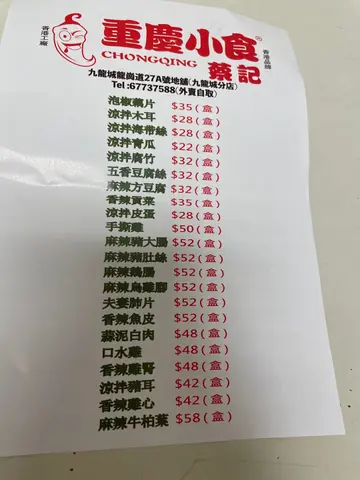 香港工廠
重慶小食®
CHONGQING 蔡記
香港品牌
九龍城龍崗道27A號地舖(九龍城分店)
Tel:67737588(外賣自取)
泡椒藕片 $35(盒)
涼拌木耳 $28(盒)
涼拌海帶絲 $28(盒)
涼拌青瓜 $22(盒)
涼拌腐竹 $32(盒)
五香豆腐絲 $32(盒)
麻辣方豆腐 $32(盒)
香辣貢菜 $35(盒)
涼拌皮蛋 $28(盒)
手撕雞 $50(盒)
麻辣豬大腸 $52(盒)
麻辣豬肚絲 $52(盒)
麻辣鵝腸 $52(盒)
麻辣烏雞腳 $52(盒)
夫妻肺片 $52(盒)
香辣魚皮 $52(盒)
蒜泥白肉 $48(盒)
口水雞 $48(盒)
香辣雞腎 $48(盒)
涼拌豬耳 $42(盒)
香辣雞心 $42(盒)
麻辣牛柏葉 $58(盒)